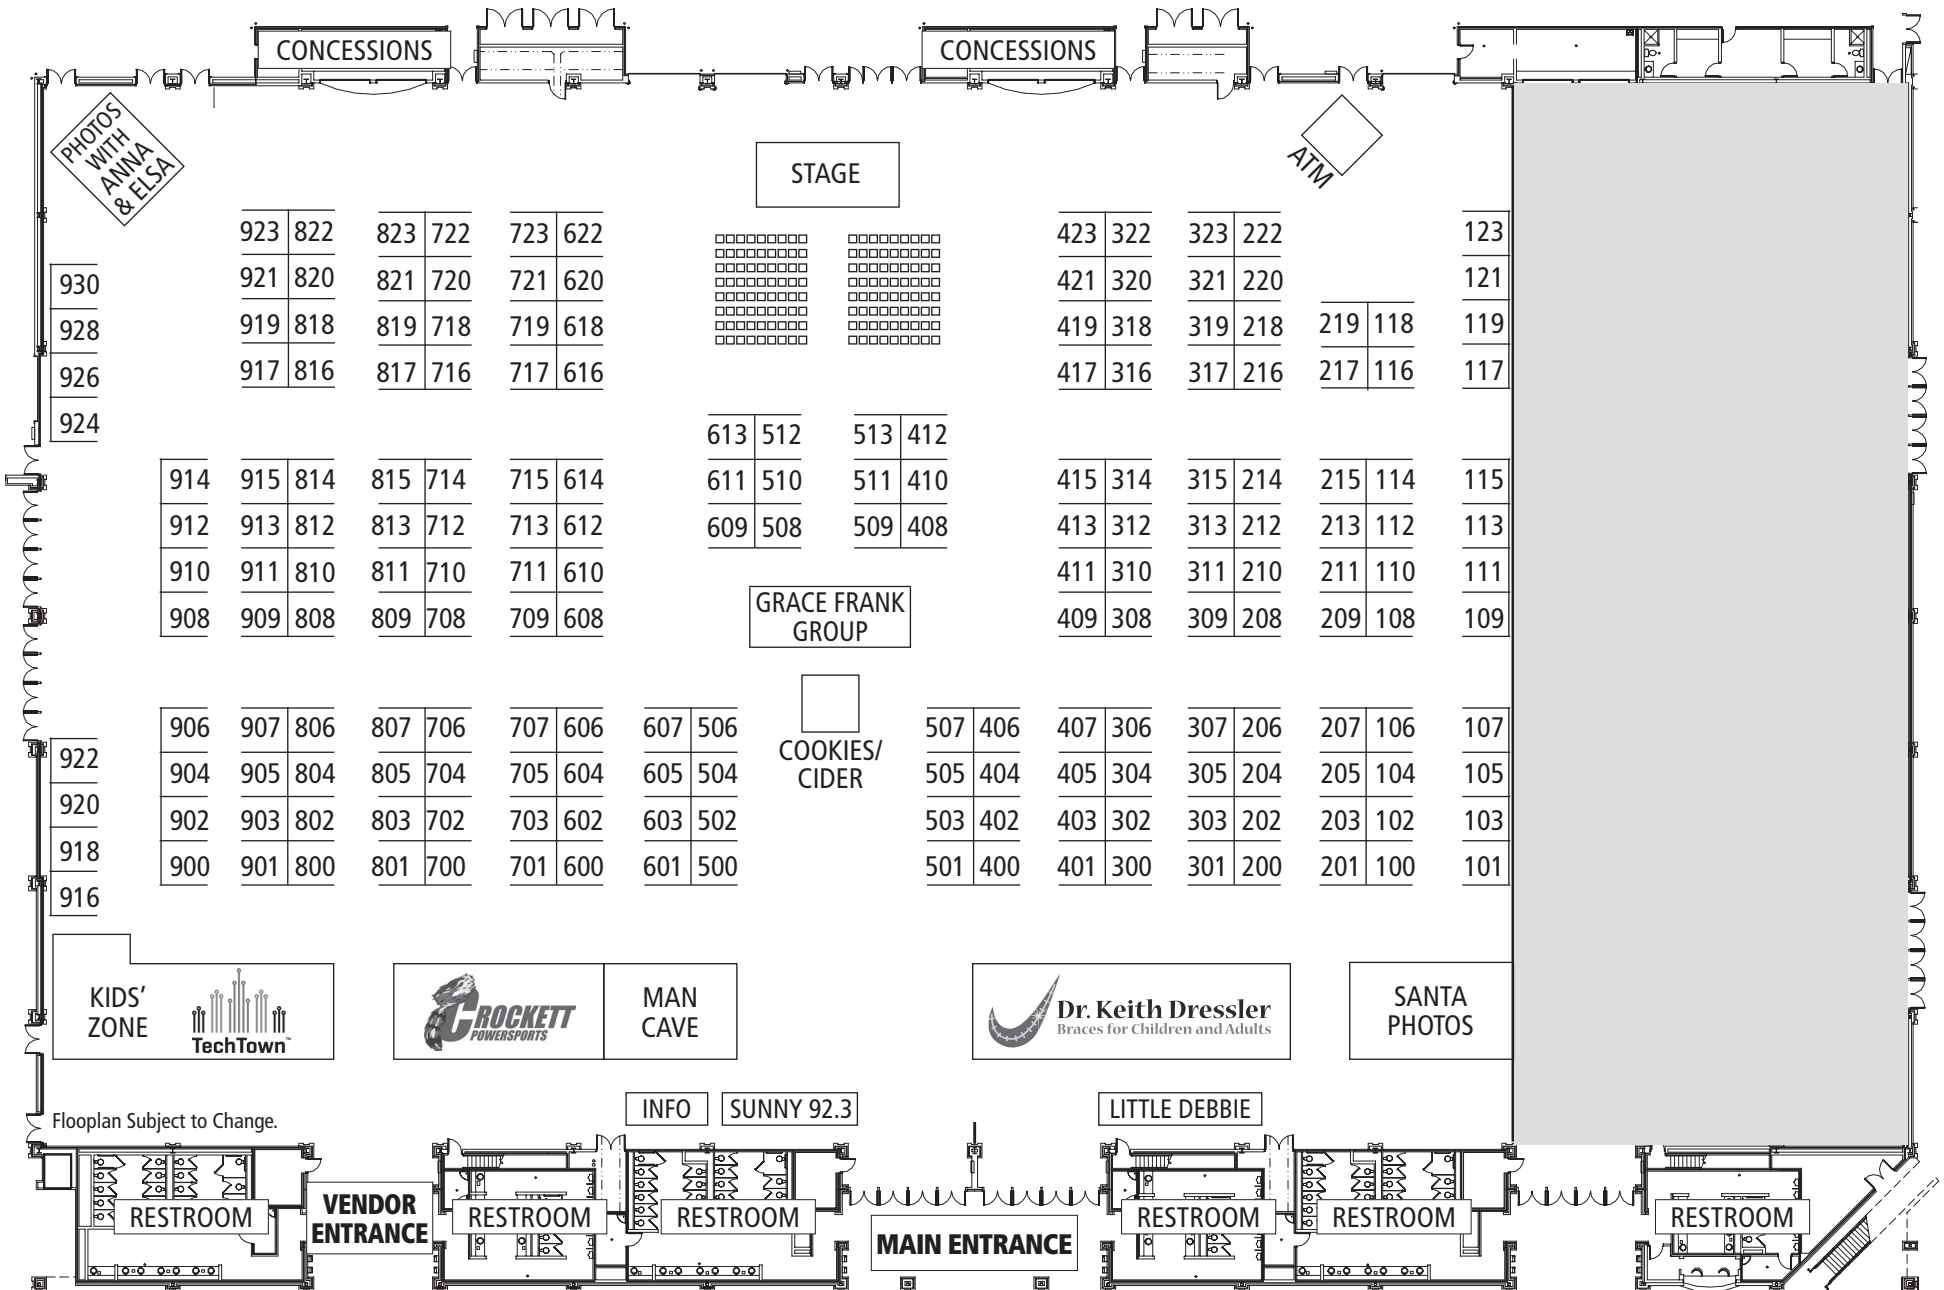 CONCESSIONS
CONCESSIONS
PHOTOS
WITH
ANNA
& ELSA
STAGE
ATM
923 822 823 722 723 622 423 322 323 222 123
921 820 821 720 721 620 421 320 321 220 121
930
919 818 819 718 719 618 419 318 319 218 219 118 119
928
917 816 817 716 717 616 417 316 317 216 217 116 117
926
924
613 512 513 412
914 915 814 815 714 715 614 611 510 511 410 415 314 315 214 215 114 115
912 913 812 813 712 713 612 609 508 509 408 413 312 313 212 213 112 113
910 911 810 811 710 711 610 411 310 311 210 211 110 111
908 909 808 809 708 709 608 409 308 309 208 209 108 109
GRACE FRANK
GROUP
COOKIES/
CIDER
906 907 806 807 706 707 606 607 506 507 406 407 306 307 206 207 106 107
922
904 905 804 805 704 705 604 605 504 505 404 405 304 305 204 205 104 105
920
902 903 802 803 702 703 602 603 502 503 402 403 302 303 202 203 102 103
918
900 901 800 801 700 701 600 601 500 501 400 401 300 301 200 201 100 101
916
KIDS'
ZONE
TechTown™
CROCKETT
POWERSPORTS
MAN
CAVE
Dr. Keith Dressler
Braces for Children and Adults
SANTA
PHOTOS
INFO
SUNNY 92.3
LITTLE DEBBIE
Flooplan Subject to Change.
RESTROOM
VENDOR
ENTRANCE
RESTROOM
RESTROOM
MAIN ENTRANCE
RESTROOM
RESTROOM
RESTROOM